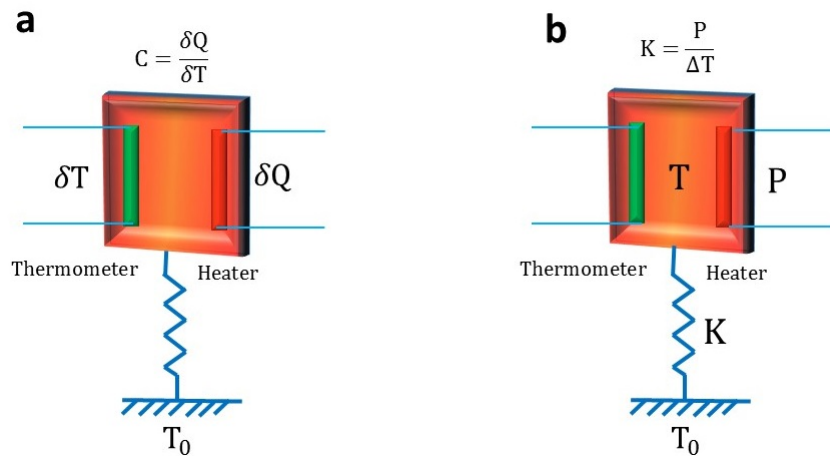 a
C = δQ/δT
δT
δQ
Thermometer
Heater
T₀
b
K = P/ΔT
T
P
Thermometer
Heater
K
T₀